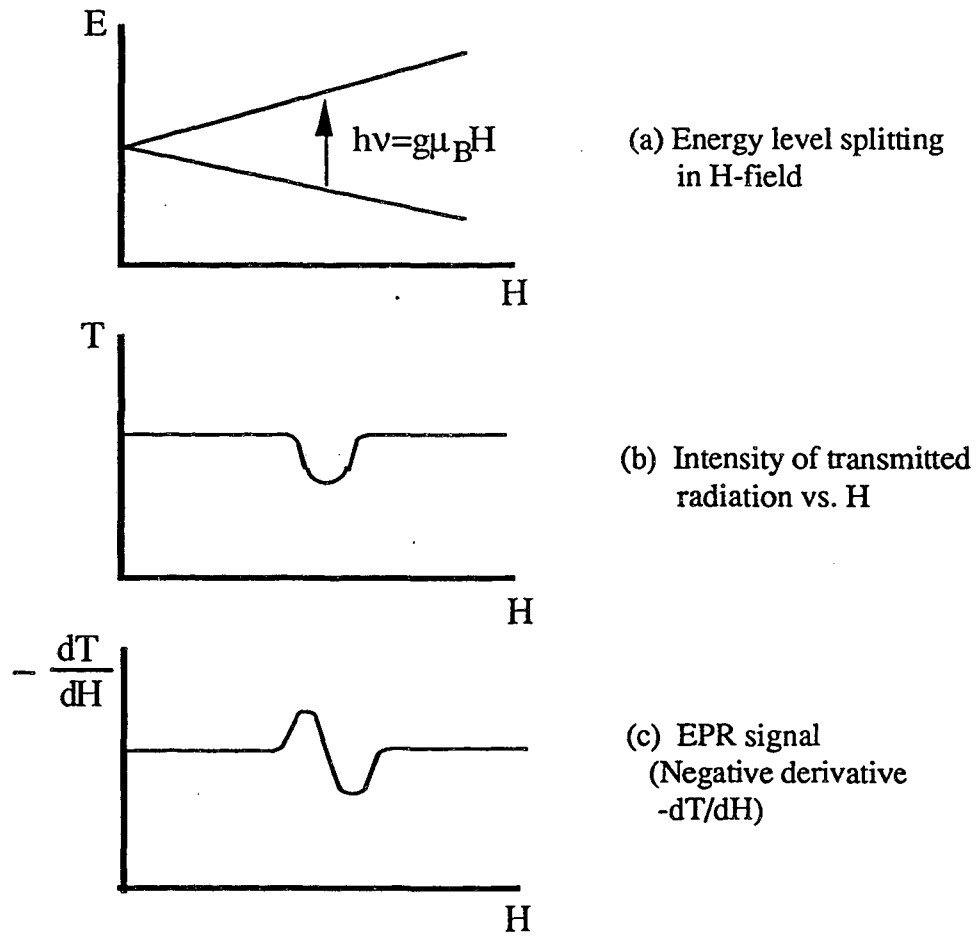 E
hν=gμ_BH
(a) Energy level splitting
in H-field
H
T
(b) Intensity of transmitted
radiation vs. H
H
− dT
dH
(c) EPR signal
(Negative derivative
-dT/dH)
H